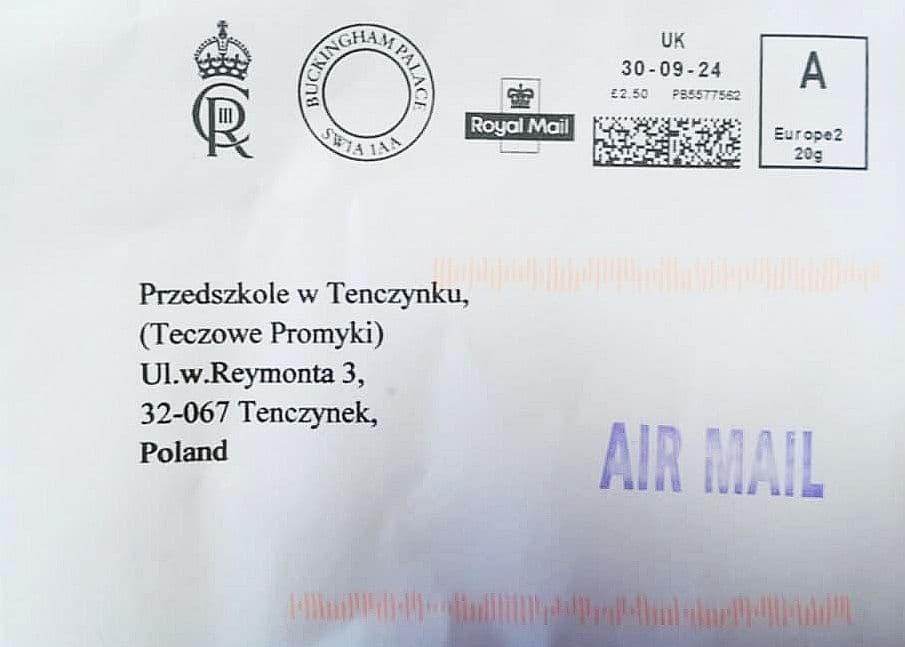 CIIIR
BUCKINGHAM PALACE
SW1A 1AA
Royal Mail
UK
30-09-24
£2.50 PB5577562
A
Europe2
20g
Przedszkole w Tenczynku,
(Teczowe Promyki)
Ul.w.Reymonta 3,
32-067 Tenczynek,
Poland
AIR MAIL